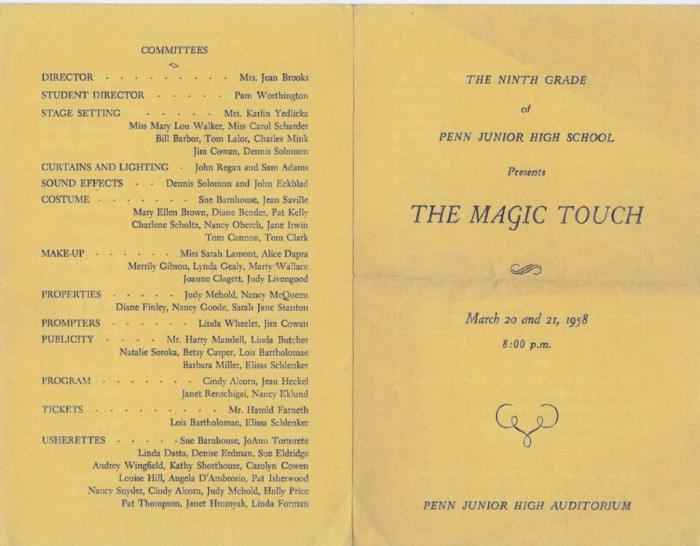 COMMITTEES
DIRECTOR - - - - - - - - - Mrs. Jean Brooks
STUDENT DIRECTOR - - - - - Pam Worthington
STAGE SETTING - - - - - Mrs. Karlin Yedlicka
Miss Mary Lou Walker, Miss Carol Scharder
Bill Barbor, Tom Lalor, Charles Mink
Jim Cowan, Dennis Solomon
CURTAINS AND LIGHTING - John Regan and Sam Adams
SOUND EFFECTS - - Dennis Solomon and John Eckblad
COSTUME - - - - - - Sue Barnhouse, Jean Saville
Mary Ellen Brown, Diane Bender, Pat Kelly
Charlene Schultz, Nancy Oberch, Jane Irwin
Tom Cannon, Tom Clark
MAKE-UP - - - - - Miss Sarah Lamont, Alice Dapra
Merrily Gibson, Lynda Gealy, Marty Wallace
Joanne Clagett, Judy Livengood
PROPERTIES - - - - - Judy Mehold, Nancy McQueen
Diane Finley, Nancy Goode, Sarah Jane Stanton
PROMPTERS - - - - - Linda Wheeler, Jim Cowan
PUBLICITY - - - - Mr. Harry Mandell, Linda Butcher
Natalie Soroka, Betsy Casper, Lois Bartholomae
Barbara Miller, Elissa Schlenker
PROGRAM - - - - - - Cindy Alcorn, Jean Heckel
Janet Renschigai, Nancy Eklund
TICKETS - - - - - - - - Mr. Harold Farneth
Lois Bartholomae, Elissa Schlenker
USHERETTES - - - - - Sue Barnhouse, JoAnn Tortorete
Linda Dasta, Denise Erdman, Sue Eldridge
Audrey Wingfield, Kathy Shorthouse, Carolyn Cowen
Louise Hill, Angela D'Ambrosio, Pat Isherwood
Nancy Snyder, Cindy Alcorn, Judy Mehold, Holly Price
Pat Thompson, Janet Hromyak, Linda Forman
THE NINTH GRADE
of
PENN JUNIOR HIGH SCHOOL
Presents
THE MAGIC TOUCH
March 20 and 21, 1958
8:00 p.m.
PENN JUNIOR HIGH AUDITORIUM